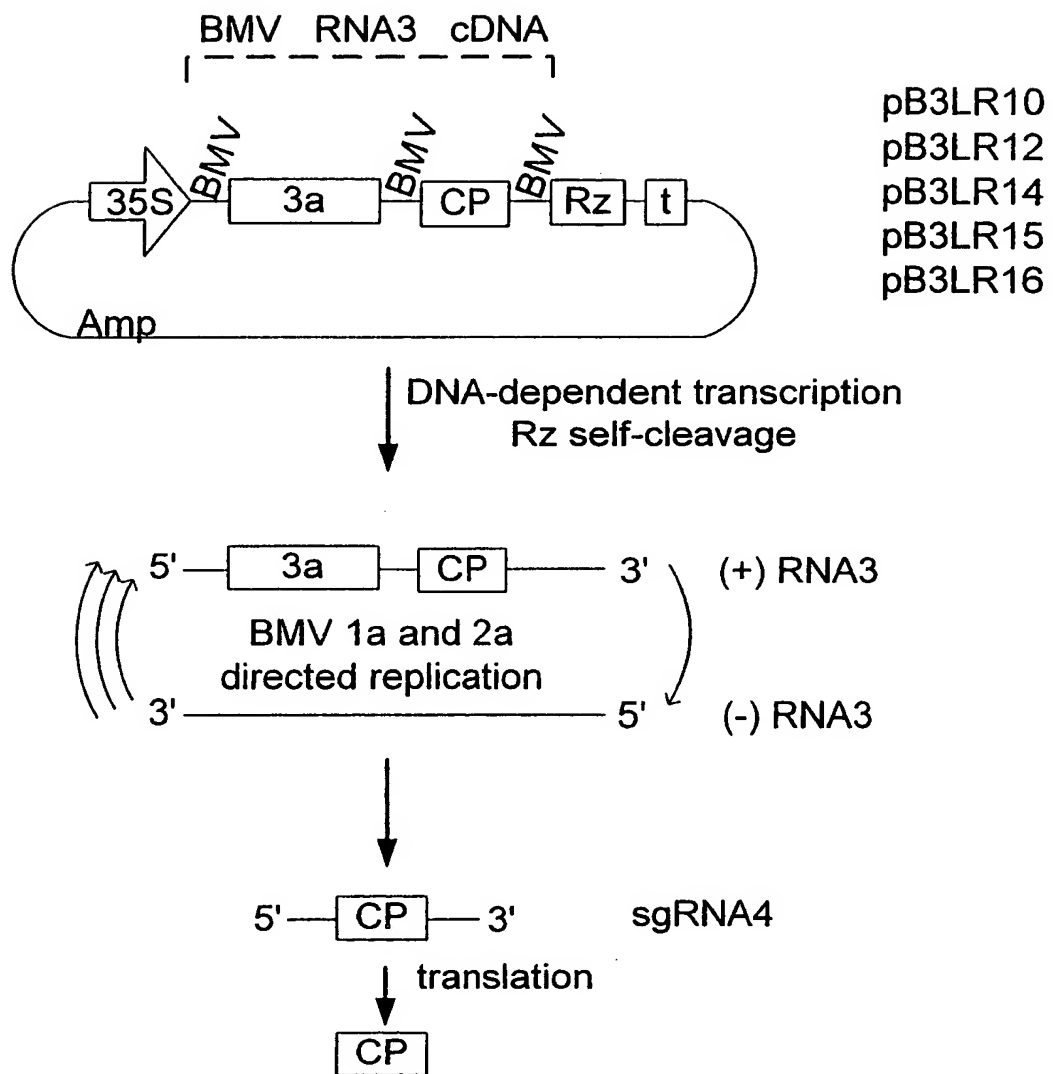 BMV RNA3 cDNA
pB3LR10
pB3LR12
pB3LR14
pB3LR15
pB3LR16
BMV BMV BMV
35S 3a CP Rz t
Amp
DNA-dependent transcription
Rz self-cleavage
5' 3a CP 3' (+) RNA3
BMV 1a and 2a
directed replication
3' 5' (-) RNA3
5' CP 3' sgRNA4
translation
CP